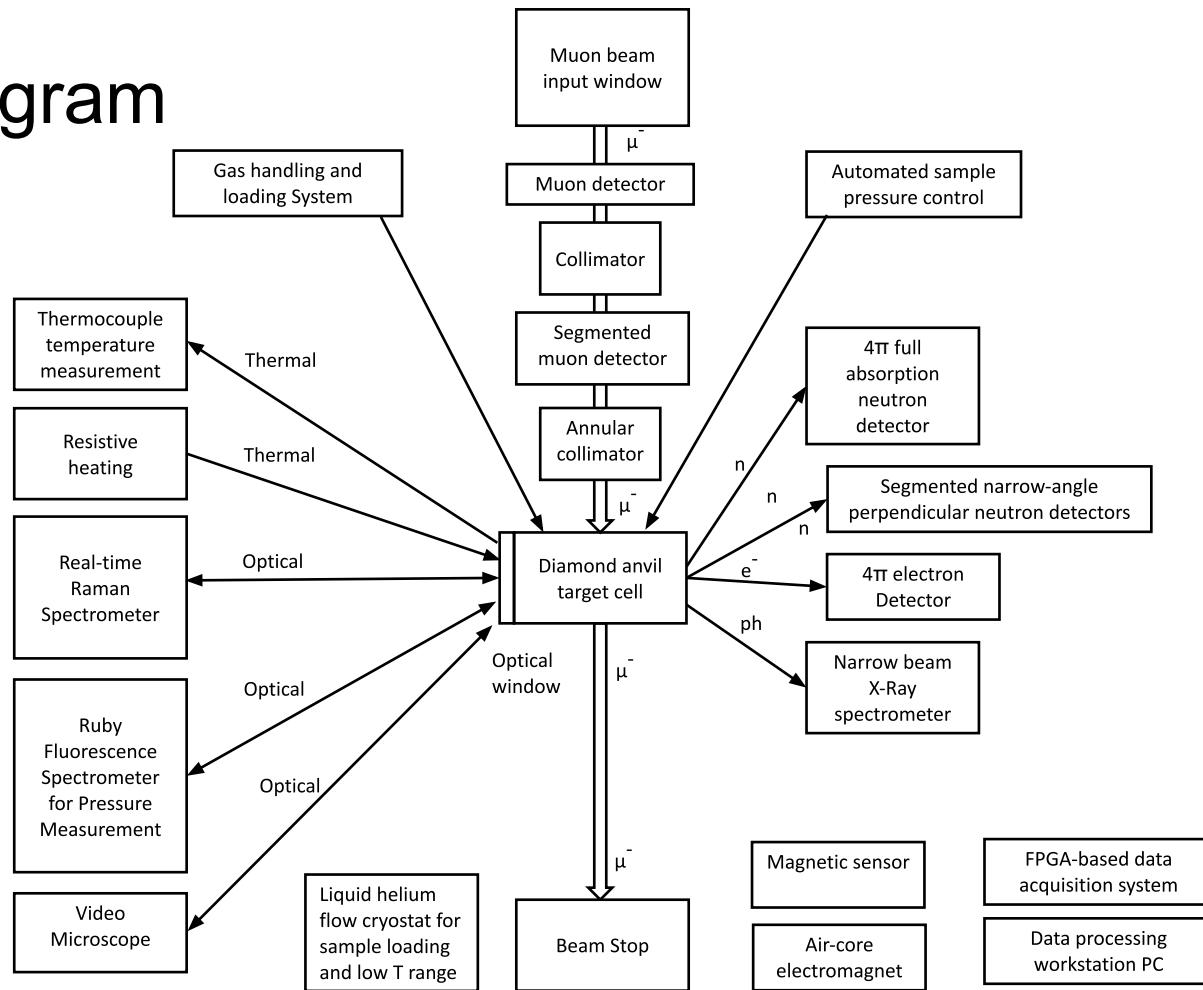 gram
Muon beam
input window
μ-
Gas handling and
loading System
Muon detector
Automated sample
pressure control
Collimator
Thermocouple
temperature
measurement
Thermal
Segmented
muon detector
4π full
absorption
neutron
detector
Resistive
heating
Thermal
Annular
collimator
μ-
n
n
n
Segmented narrow-angle
perpendicular neutron detectors
Real-time
Raman
Spectrometer
Optical
Diamond anvil
target cell
e-
4π electron
Detector
ph
Narrow beam
X-Ray
spectrometer
Optical
window
μ-
Optical
Ruby
Fluorescence
Spectrometer
for Pressure
Measurement
Optical
μ-
Video
Microscope
Liquid helium
flow cryostat for
sample loading
and low T range
Beam Stop
Magnetic sensor
Air-core
electromagnet
FPGA-based data
acquisition system
Data processing
workstation PC